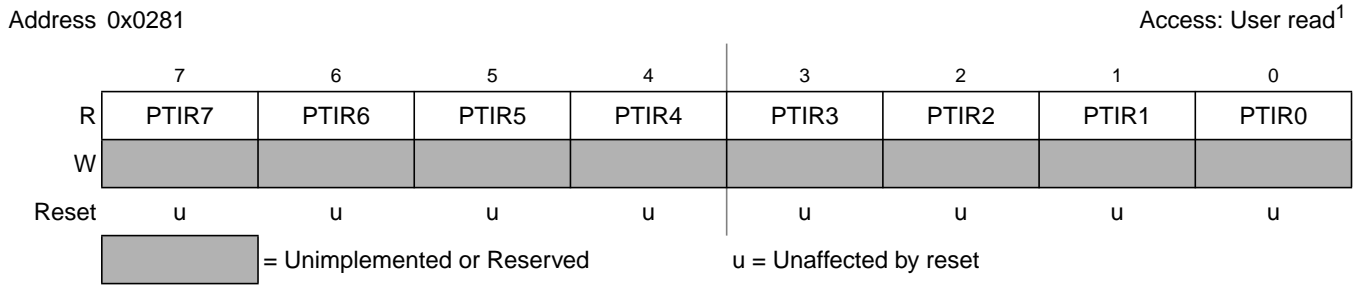 Address 0x0281 Access: User read1
7 6 5 4 3 2 1 0
R PTIR7 PTIR6 PTIR5 PTIR4 PTIR3 PTIR2 PTIR1 PTIR0
W
Reset u u u u u u u u
= Unimplemented or Reserved u = Unaffected by reset